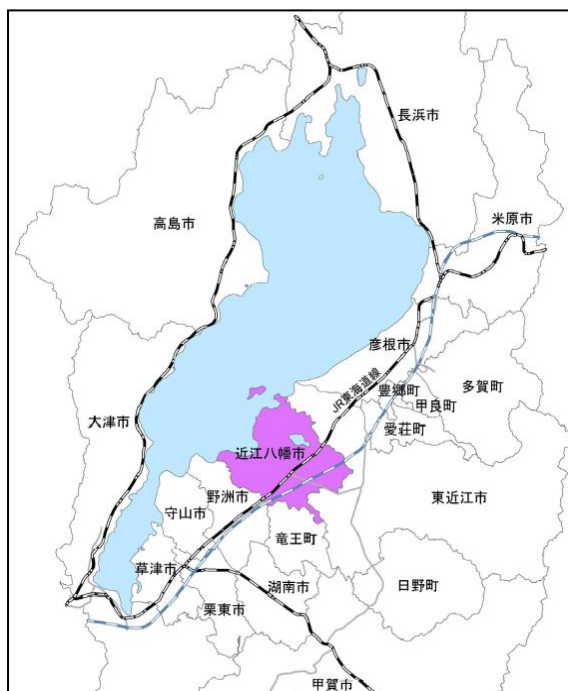 長浜市
米原市
高島市
彦根市
JR東海道線
豊郷町
多賀町
甲良町
大津市
愛荘町
近江八幡市
野洲市
東近江市
守山市
竜王町
草津市
湖南市
日野町
栗東市
甲賀市